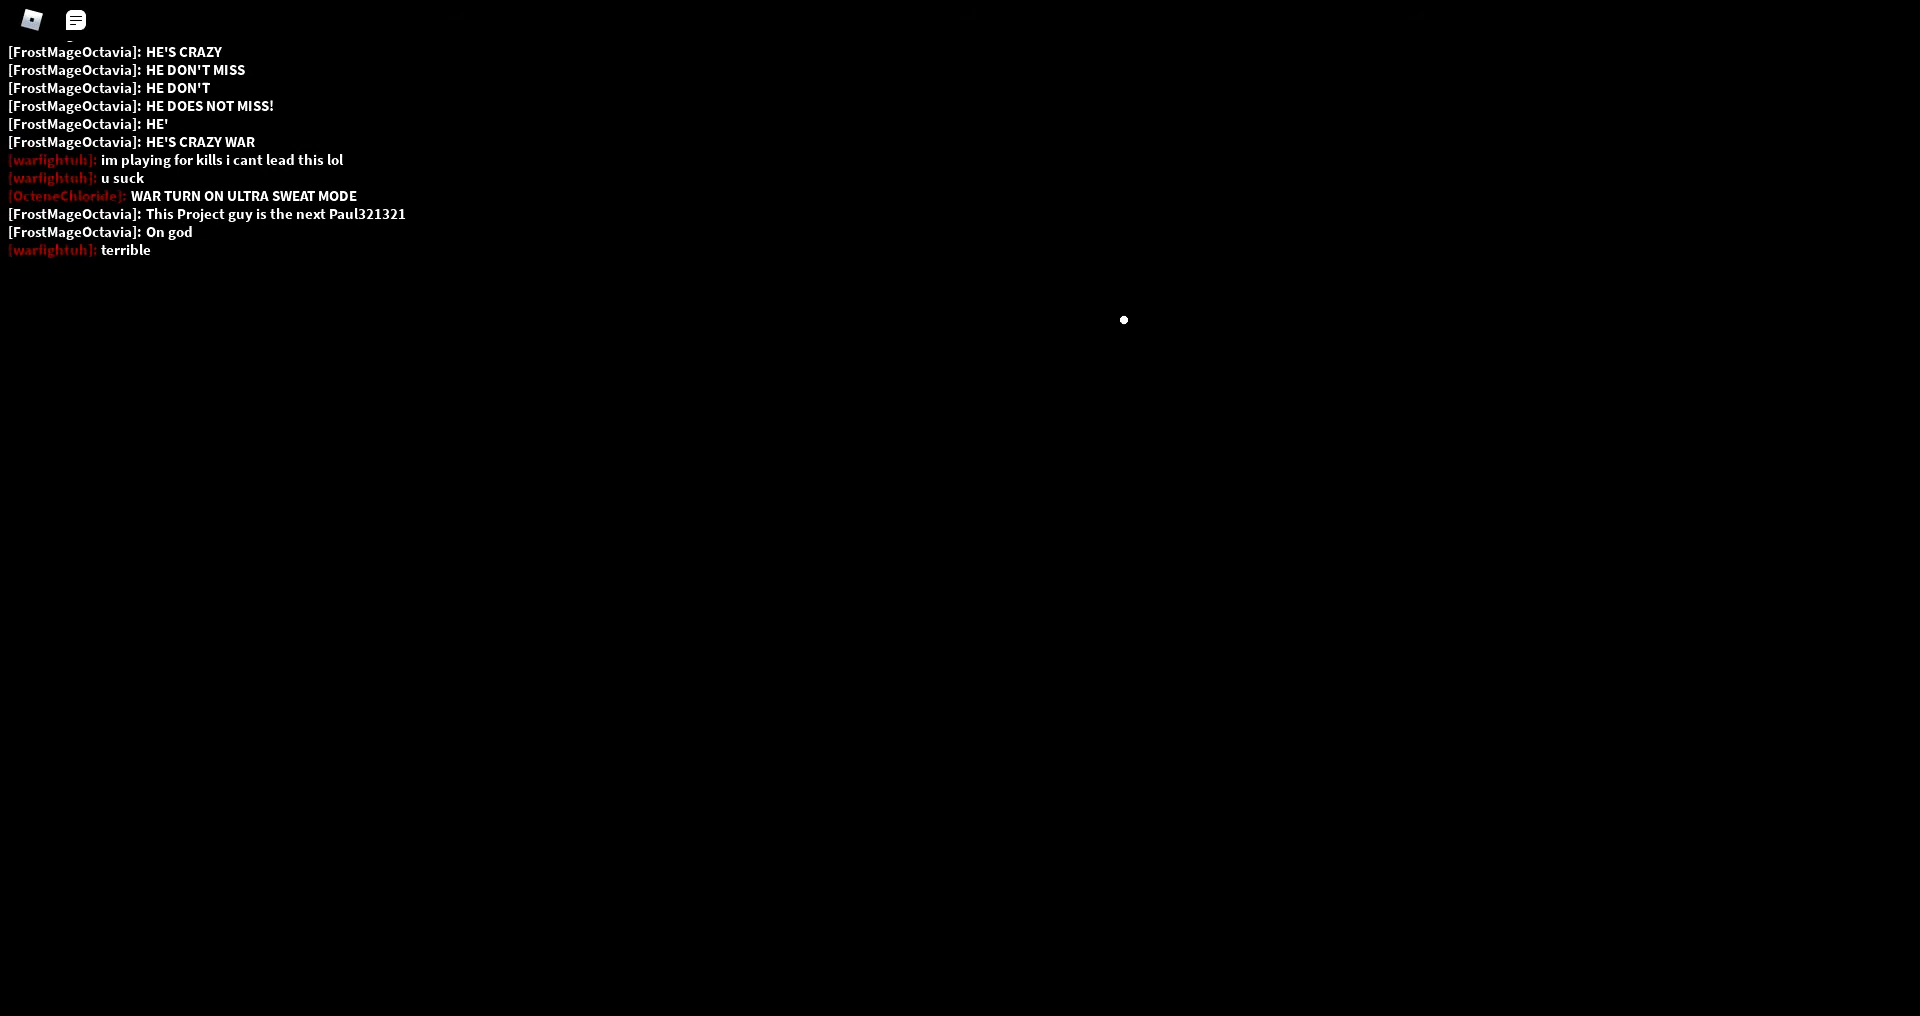 [FrostMageOctavia]: HE'S CRAZY
[FrostMageOctavia]: HE DON'T MISS
[FrostMageOctavia]: HE DON'T
[FrostMageOctavia]: HE DOES NOT MISS!
[FrostMageOctavia]: HE'
[FrostMageOctavia]: HE'S CRAZY WAR
[warfightuh]: im playing for kills i cant lead this lol
[warfightuh]: u suck
[OcteneChloride]: WAR TURN ON ULTRA SWEAT MODE
[FrostMageOctavia]: This Project guy is the next Paul321321
[FrostMageOctavia]: On god
[warfightuh]: terrible